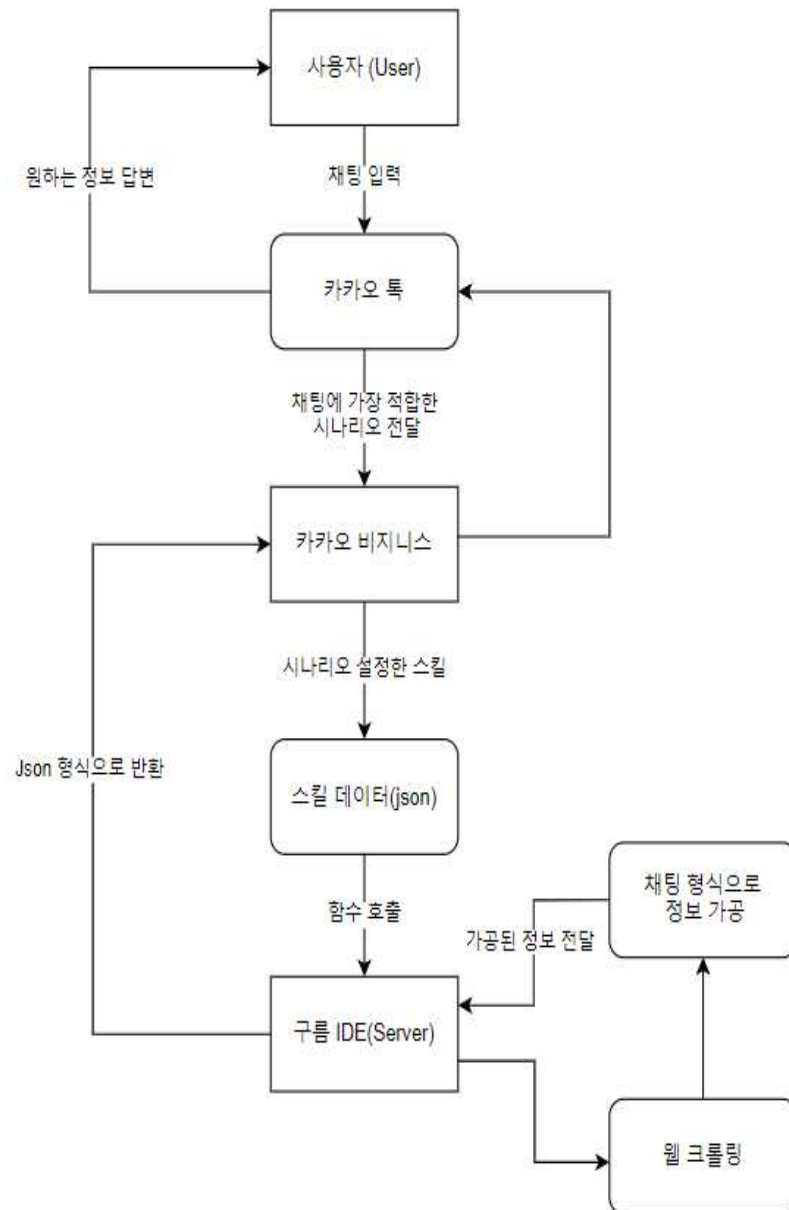 사용자 (User)
원하는 정보 답변
채팅 입력
카카오 톡
채팅에 가장 적합한
시나리오 전달
카카오 비지니스
시나리오 설정한 스킬
Json 형식으로 반환
스킬 데이터(json)
함수 호출
채팅 형식으로
정보 가공
가공된 정보 전달
구름 IDE(Server)
웹 크롤링